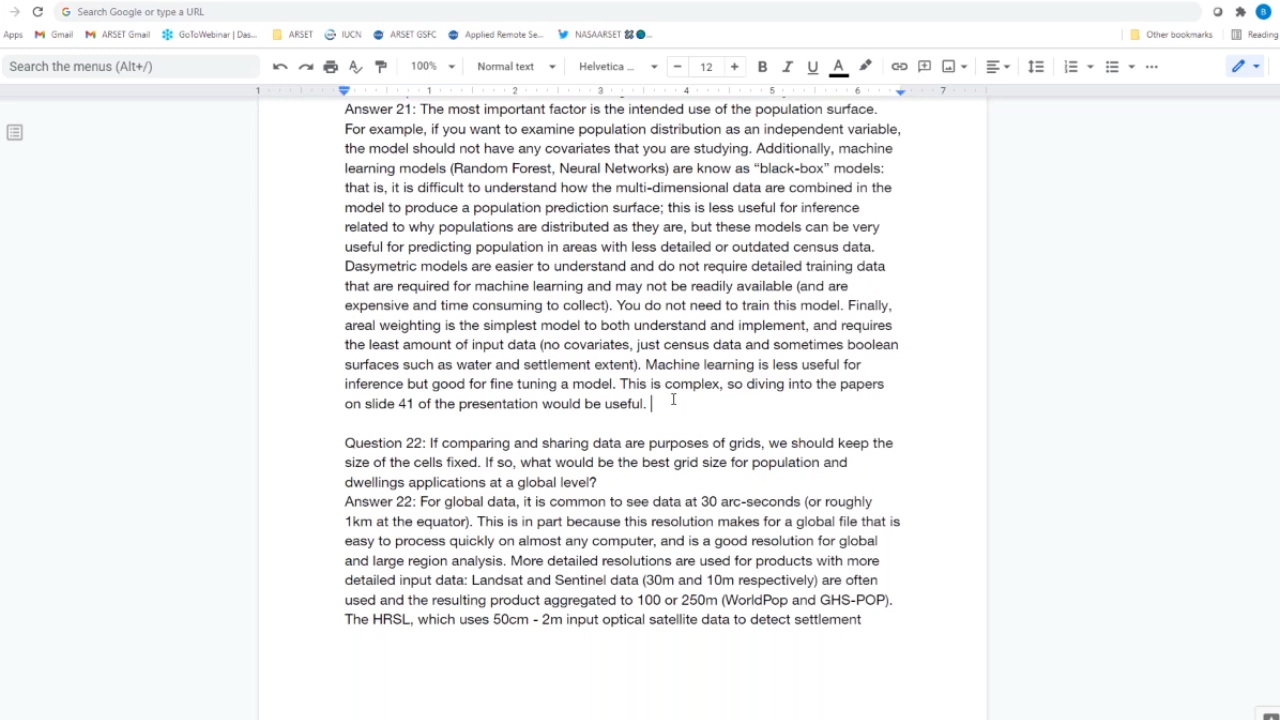 Search Google or type a URL
B
Apps Gmail ARSET Gmail GoToWebinar | Das... ARSET IUCN ARSET GSFC Applied Remote Se... NASAARSET Other bookmarks Reading
Search the menus (Alt+/) 100% Normal text Helvetica ... 12 B I U A
1 1 2 3 4 5 6 7
Answer 21: The most important factor is the intended use of the population surface.
For example, if you want to examine population distribution as an independent variable,
the model should not have any covariates that you are studying. Additionally, machine
learning models (Random Forest, Neural Networks) are know as “black-box” models:
that is, it is difficult to understand how the multi-dimensional data are combined in the
model to produce a population prediction surface; this is less useful for inference
related to why populations are distributed as they are, but these models can be very
useful for predicting population in areas with less detailed or outdated census data.
Dasymetric models are easier to understand and do not require detailed training data
that are required for machine learning and may not be readily available (and are
expensive and time consuming to collect). You do not need to train this model. Finally,
areal weighting is the simplest model to both understand and implement, and requires
the least amount of input data (no covariates, just census data and sometimes boolean
surfaces such as water and settlement extent). Machine learning is less useful for
inference but good for fine tuning a model. This is complex, so diving into the papers
on slide 41 of the presentation would be useful.
Question 22: If comparing and sharing data are purposes of grids, we should keep the
size of the cells fixed. If so, what would be the best grid size for population and
dwellings applications at a global level?
Answer 22: For global data, it is common to see data at 30 arc-seconds (or roughly
1km at the equator). This is in part because this resolution makes for a global file that is
easy to process quickly on almost any computer, and is a good resolution for global
and large region analysis. More detailed resolutions are used for products with more
detailed input data: Landsat and Sentinel data (30m and 10m respectively) are often
used and the resulting product aggregated to 100 or 250m (WorldPop and GHS-POP).
The HRSL, which uses 50cm - 2m input optical satellite data to detect settlement